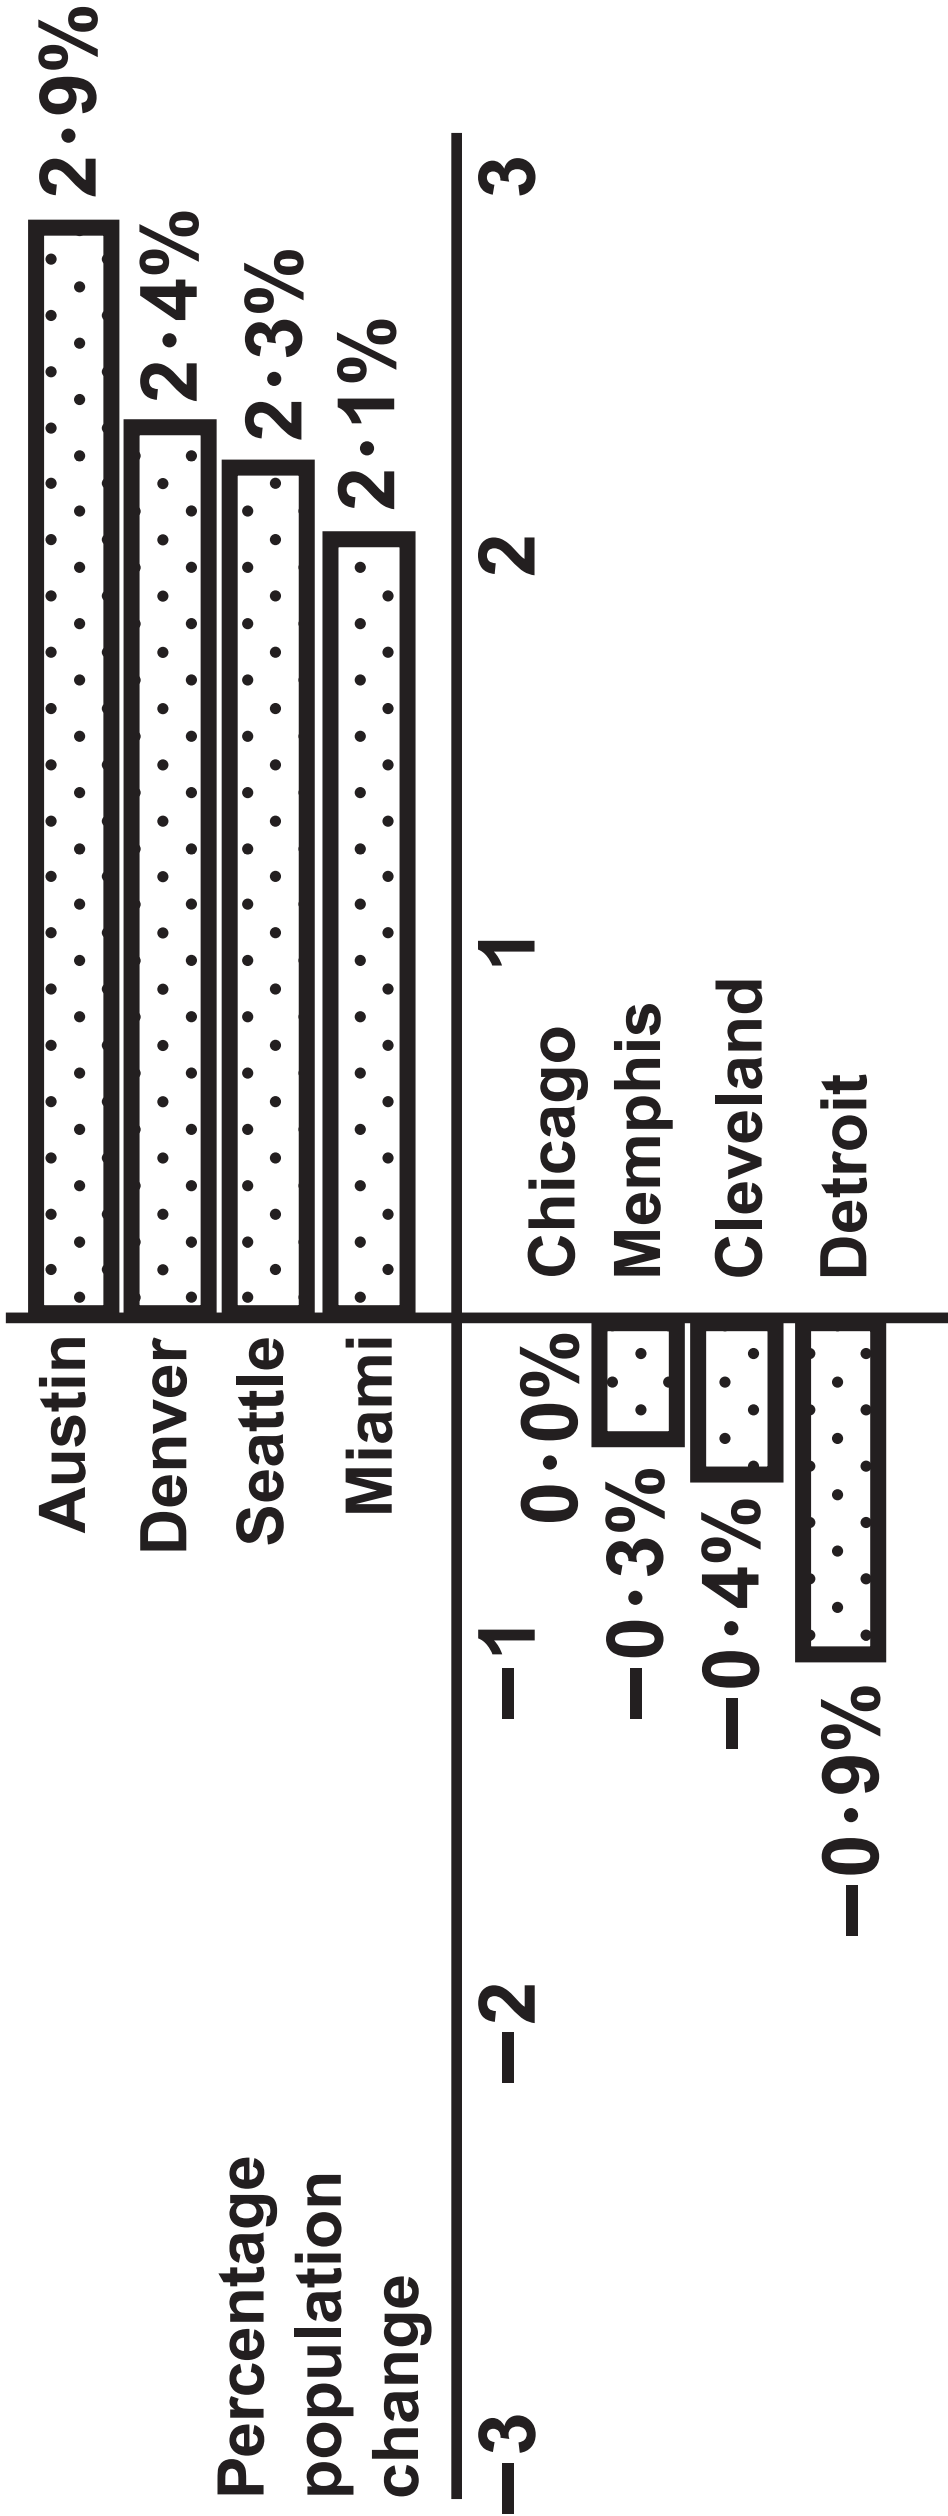 Austin 2·9%
Denver 2·4%
Seattle 2·3%
Miami 2·1%
Percentage
population
change
–3 –2 –1 1 2 3
0·0% Chicago
–0·3% Memphis
–0·4% Cleveland
–0·9% Detroit